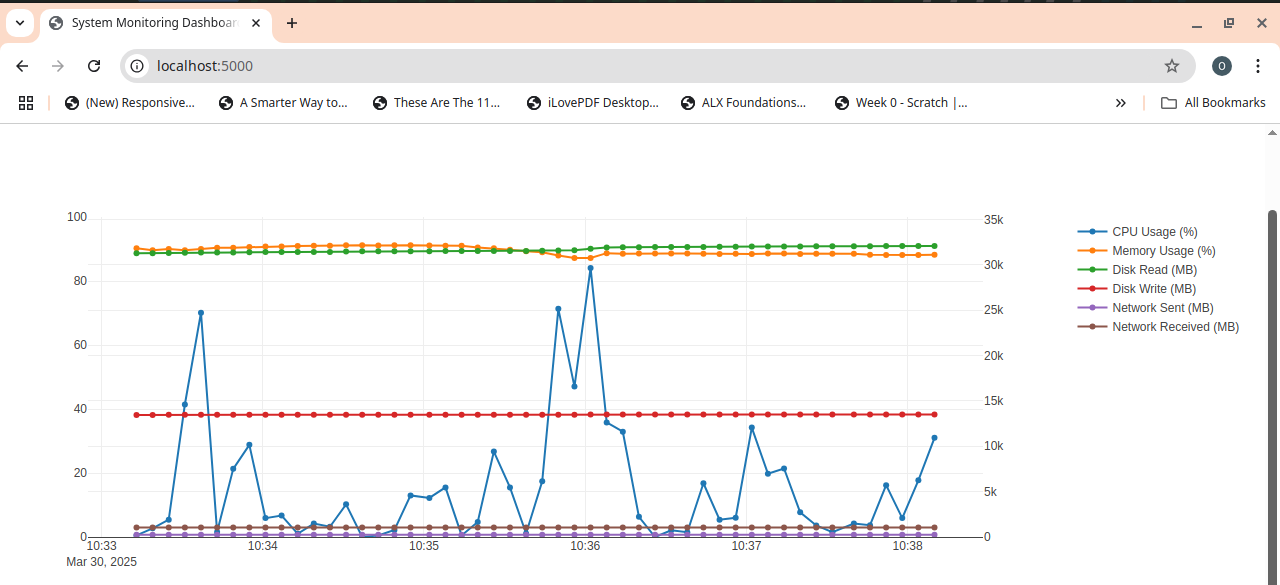 System Monitoring Dashboar
localhost:5000
O
(New) Responsive...
A Smarter Way to...
These Are The 11...
iLovePDF Desktop...
ALX Foundations...
Week 0 - Scratch |...
All Bookmarks
100
80
60
40
20
0
35k
30k
25k
20k
15k
10k
5k
0
CPU Usage (%)
Memory Usage (%)
Disk Read (MB)
Disk Write (MB)
Network Sent (MB)
Network Received (MB)
10:33
10:34
10:35
10:36
10:37
10:38
Mar 30, 2025